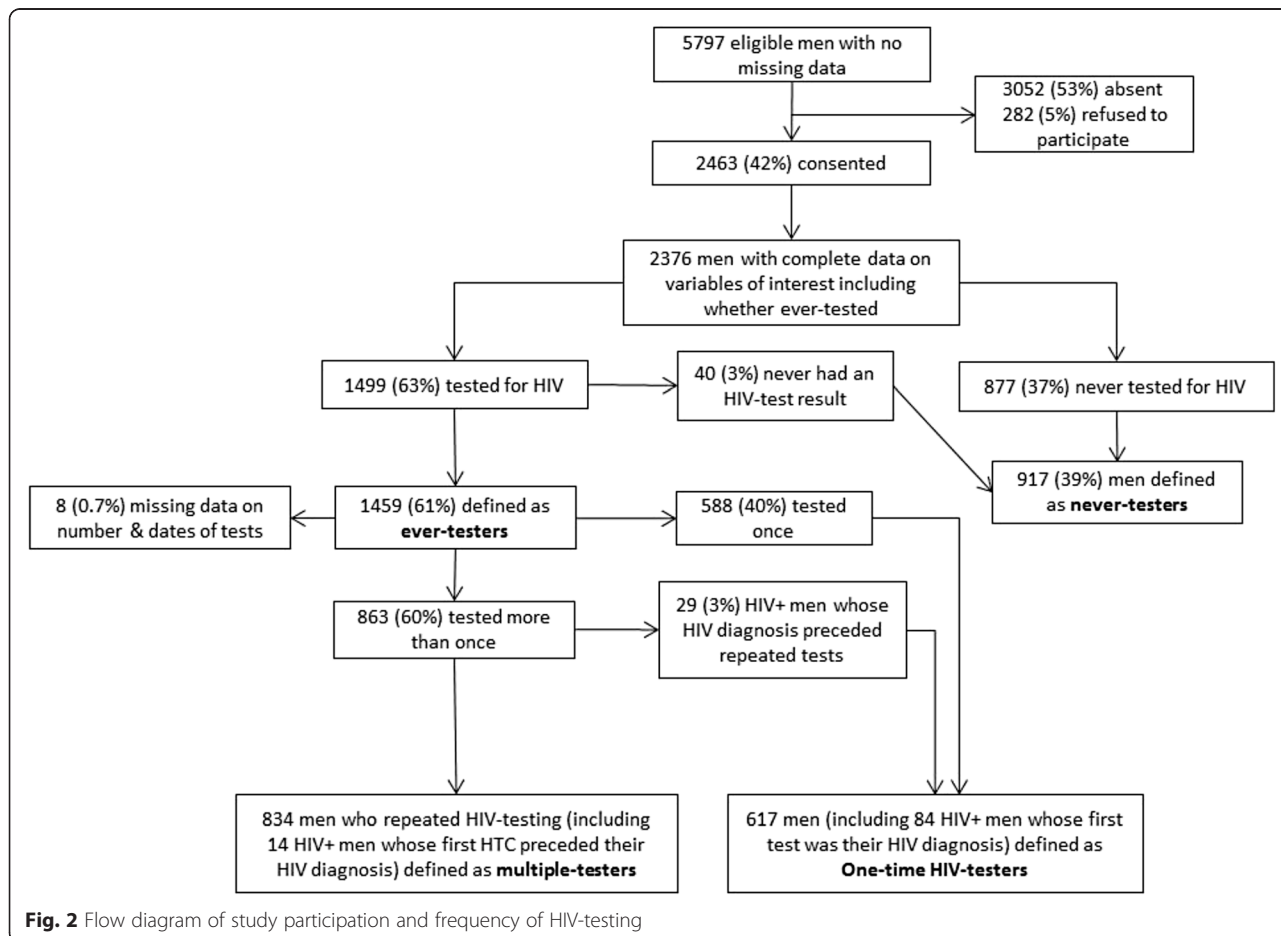 5797 eligible men with no
missing data
3052 (53%) absent
282 (5%) refused to
participate
2463 (42%) consented
2376 men with complete data on
variables of interest including
whether ever-tested
1499 (63%) tested for HIV
40 (3%) never had an
HIV-test result
877 (37%) never tested for HIV
917 (39%) men defined
as never-testers
8 (0.7%) missing data on
number & dates of tests
1459 (61%) defined as
ever-testers
588 (40%) tested
once
863 (60%) tested more
than once
29 (3%) HIV+ men whose
HIV diagnosis preceded
repeated tests
834 men who repeated HIV-testing (including
14 HIV+ men whose first HTC preceded their
HIV diagnosis) defined as multiple-testers
617 men (including 84 HIV+ men whose first
test was their HIV diagnosis) defined as
One-time HIV-testers
Fig. 2 Flow diagram of study participation and frequency of HIV-testing